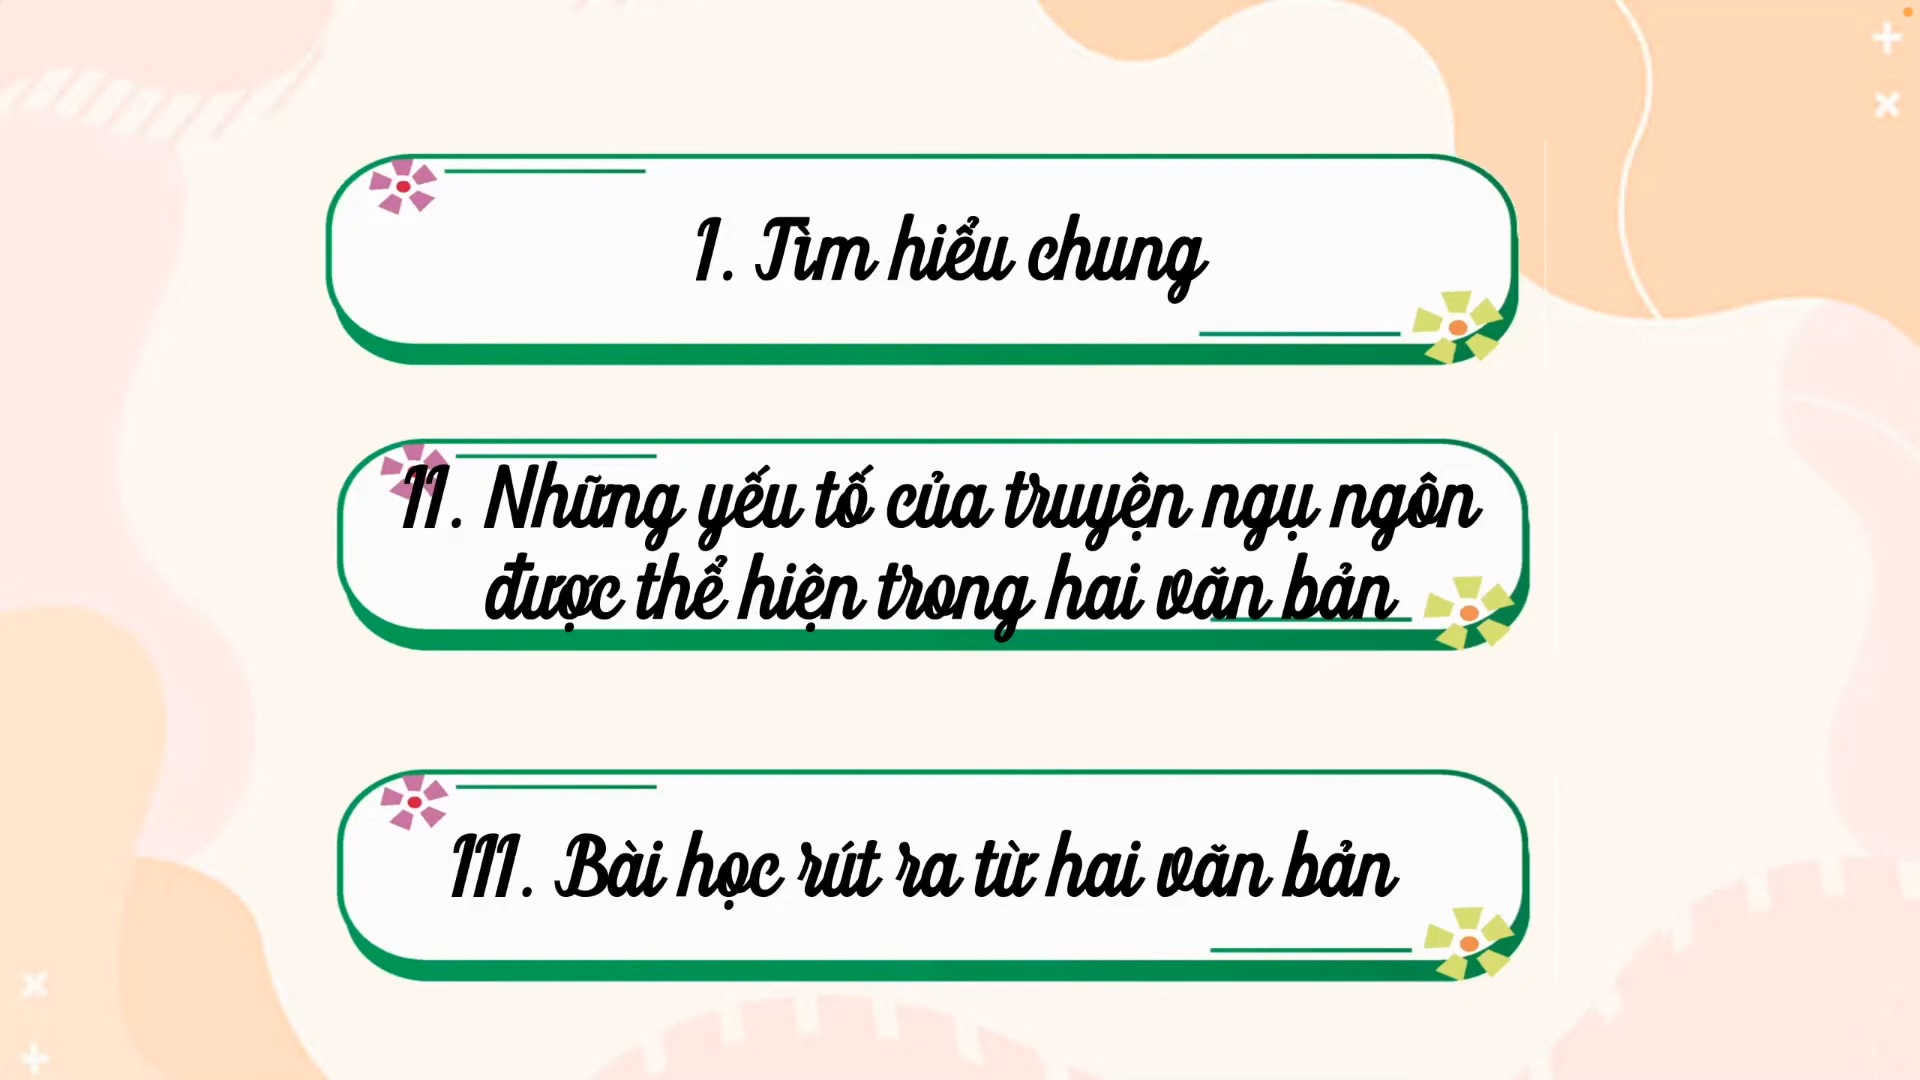 I. Tìm hiểu chung
II. Những yếu tố của truyện ngụ ngôn
được thể hiện trong hai văn bản
III. Bài học rút ra từ hai văn bản